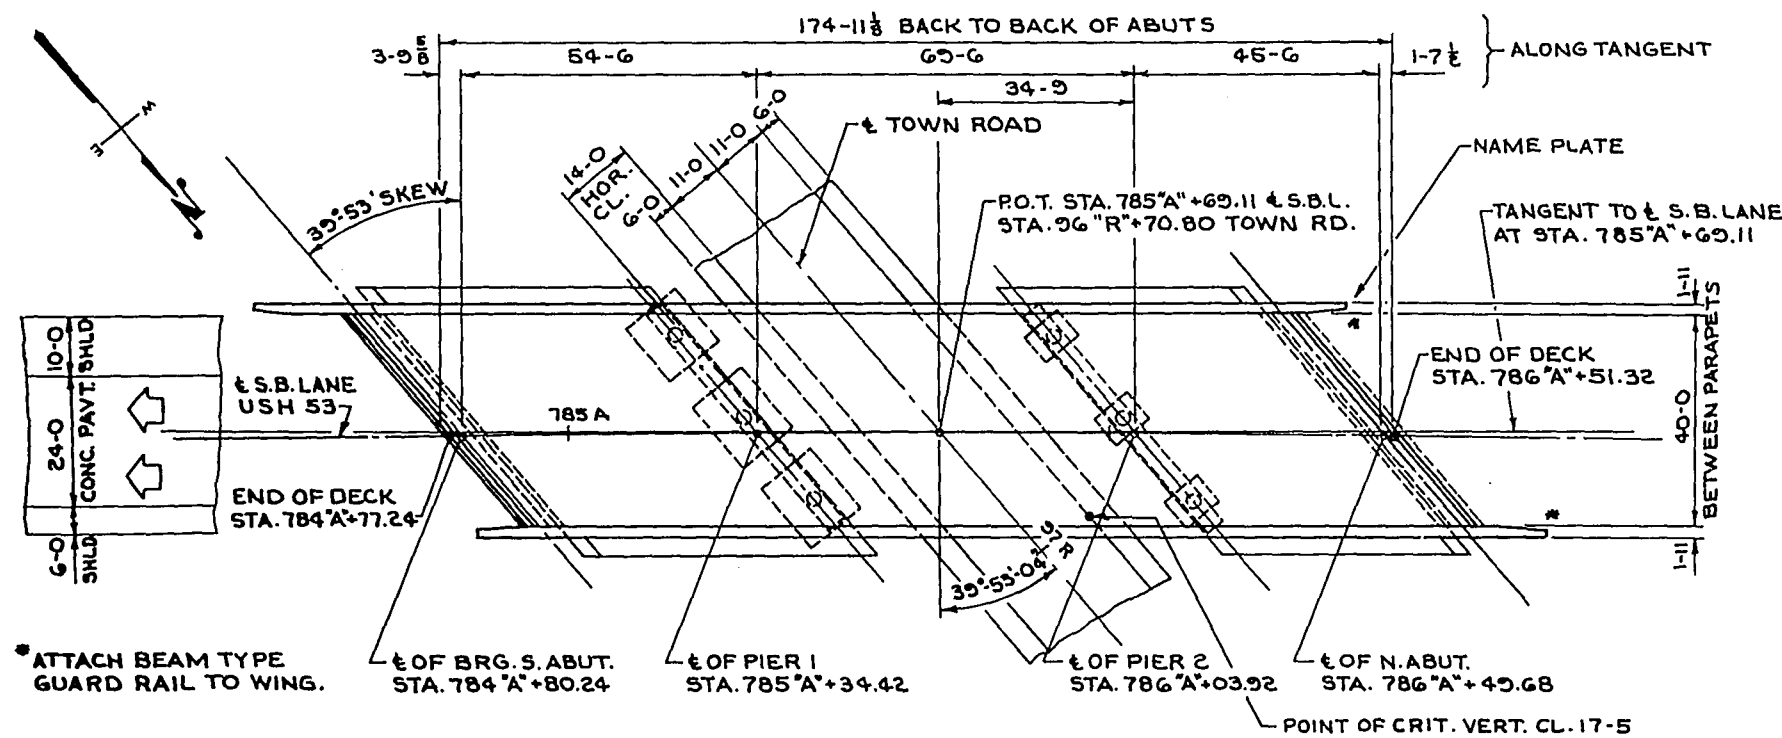 174-11⅛ BACK TO BACK OF ABUTS
3-9⅝
54-6
69-6
45-6
1-7½
ALONG TANGENT
34-9
W
E
N
6-0
11-0
11-0
6-0
14-0
HOR.
CL.
℄ TOWN ROAD
NAME PLATE
39°53' SKEW
P.O.T. STA. 785"A"+69.11 ℄ S.B.L.
STA. 96 "R"+70.80 TOWN RD.
TANGENT TO ℄ S.B. LANE
AT STA. 785"A"+69.11
1-11
10-0
SHLD
24-0
CONC. PAVT.
6-0
SHLD
℄ S.B. LANE
USH 53
785 A
*
END OF DECK
STA. 786"A"+51.32
40-0
BETWEEN PARAPETS
END OF DECK
STA. 784"A"+77.24
*
1-11
97 R
39°-53'-04"
* ATTACH BEAM TYPE
GUARD RAIL TO WING.
℄ OF BRG. S. ABUT.
STA. 784"A"+80.24
℄ OF PIER 1
STA. 785"A"+34.42
℄ OF PIER 2
STA. 786"A"+03.92
℄ OF N. ABUT.
STA. 786"A"+49.68
POINT OF CRIT. VERT. CL. 17-5